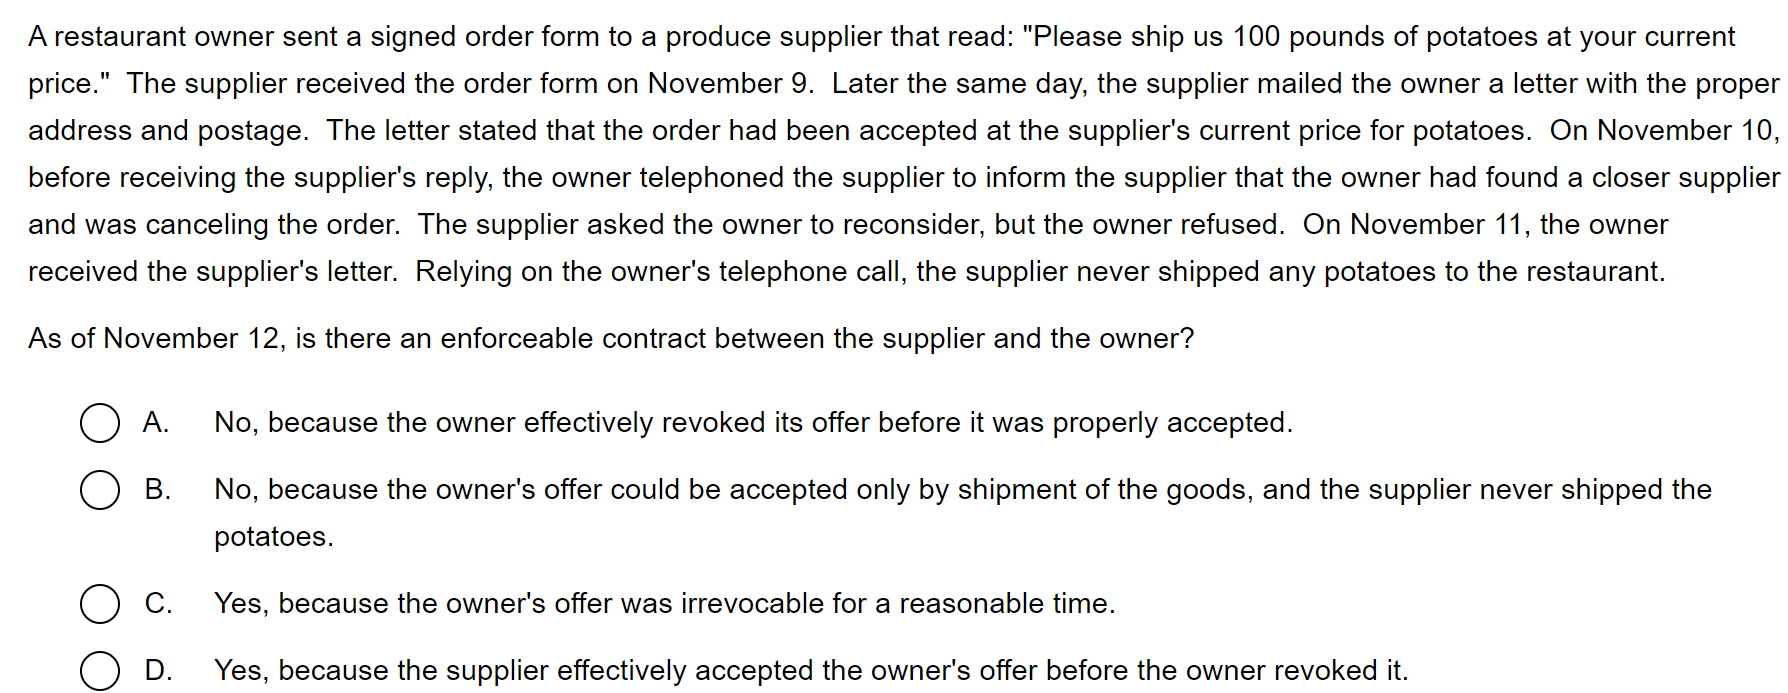 A restaurant owner sent a signed order form to a produce supplier that read: "Please ship us 100 pounds of potatoes at your current
price."  The supplier received the order form on November 9.  Later the same day, the supplier mailed the owner a letter with the proper
address and postage.  The letter stated that the order had been accepted at the supplier's current price for potatoes.  On November 10,
before receiving the supplier's reply, the owner telephoned the supplier to inform the supplier that the owner had found a closer supplier
and was canceling the order.  The supplier asked the owner to reconsider, but the owner refused.  On November 11, the owner
received the supplier's letter.  Relying on the owner's telephone call, the supplier never shipped any potatoes to the restaurant.
As of November 12, is there an enforceable contract between the supplier and the owner?
A. No, because the owner effectively revoked its offer before it was properly accepted.
B. No, because the owner's offer could be accepted only by shipment of the goods, and the supplier never shipped the
potatoes.
C. Yes, because the owner's offer was irrevocable for a reasonable time.
D. Yes, because the supplier effectively accepted the owner's offer before the owner revoked it.